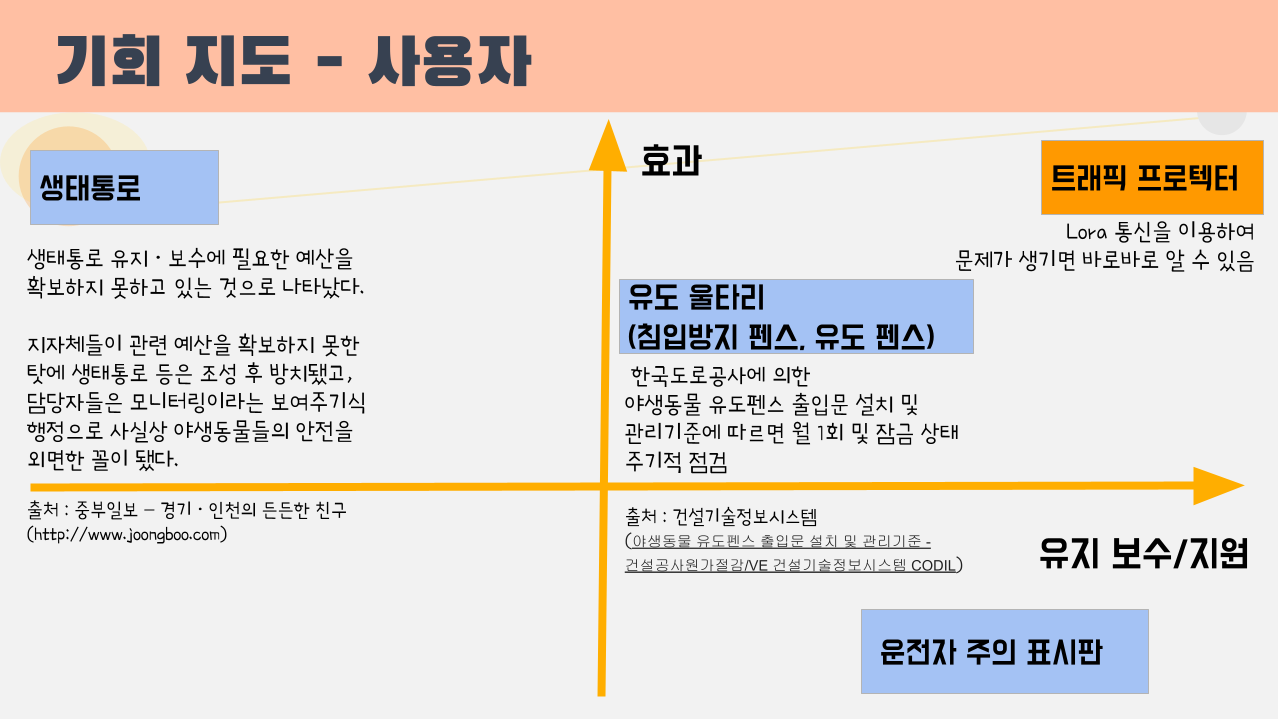 기회 지도 - 사용자
효과
생태통로
생태통로 유지·보수에 필요한 예산을
확보하지 못하고 있는 것으로 나타났다.
지자체들이 관련 예산을 확보하지 못한
탓에 생태통로 등은 조성 후 방치됐고,
담당자들은 모니터링이라는 보여주기식
행정으로 사실상 야생동물들의 안전을
외면한 꼴이 됐다.
출처 : 중부일보 – 경기·인천의 든든한 친구
(http://www.joongboo.com)
트래픽 프로텍터
Lora 통신을 이용하여
문제가 생기면 바로바로 알 수 있음
유도 울타리
(침입방지 펜스, 유도 펜스)
한국도로공사에 의한
야생동물 유도펜스 출입문 설치 및
관리기준에 따르면 월 1회 및 잠금 상태
주기적 점검
출처 : 건설기술정보시스템
(야생동물 유도펜스 출입문 설치 및 관리기준 -
건설공사원가절감/VE 건설기술정보시스템 CODIL)
유지 보수/지원
운전자 주의 표시판